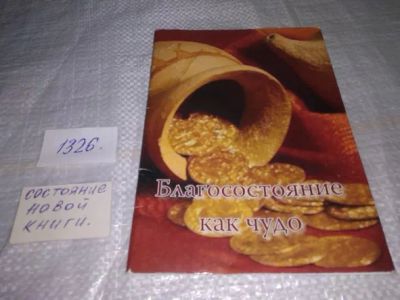 1326.
СОСТОЯНИЕ
НОВОЙ
КНИГИ.
Благосостояние
как чудо